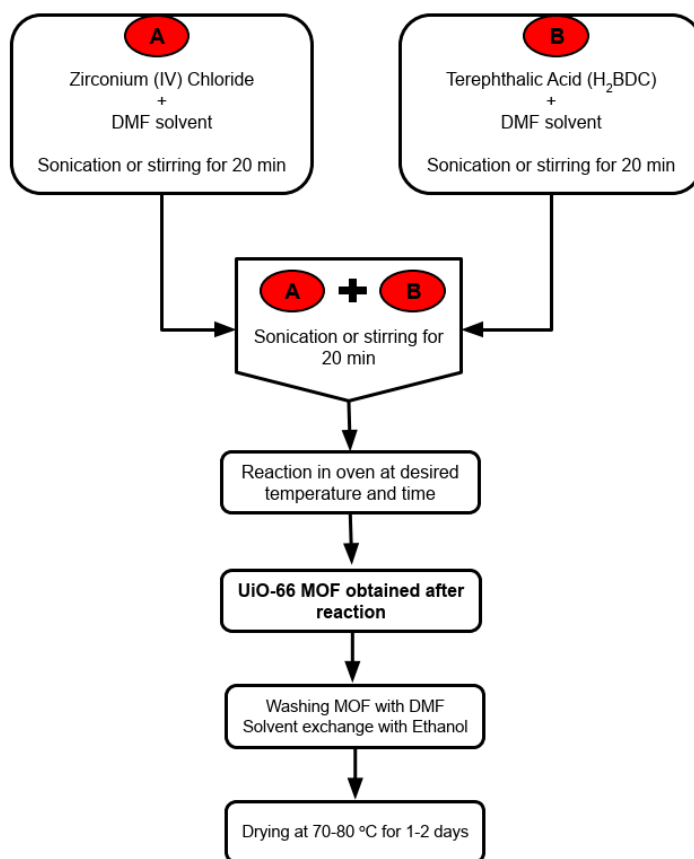 A
Zirconium (IV) Chloride
+
DMF solvent
Sonication or stirring for 20 min
B
Terephthalic Acid (H₂BDC)
+
DMF solvent
Sonication or stirring for 20 min
A + B
Sonication or stirring for
20 min
Reaction in oven at desired
temperature and time
UiO-66 MOF obtained after
reaction
Washing MOF with DMF
Solvent exchange with Ethanol
Drying at 70-80 ºC for 1-2 days